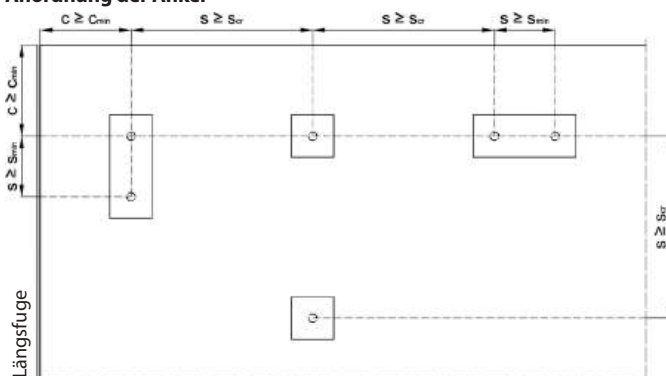 Anordnung der Anker
c ≥ cmin
s ≥ scr
s ≥ scr
s ≥ smin
c ≥ cmin
s ≥ smin
s ≥ scr
Längsfuge